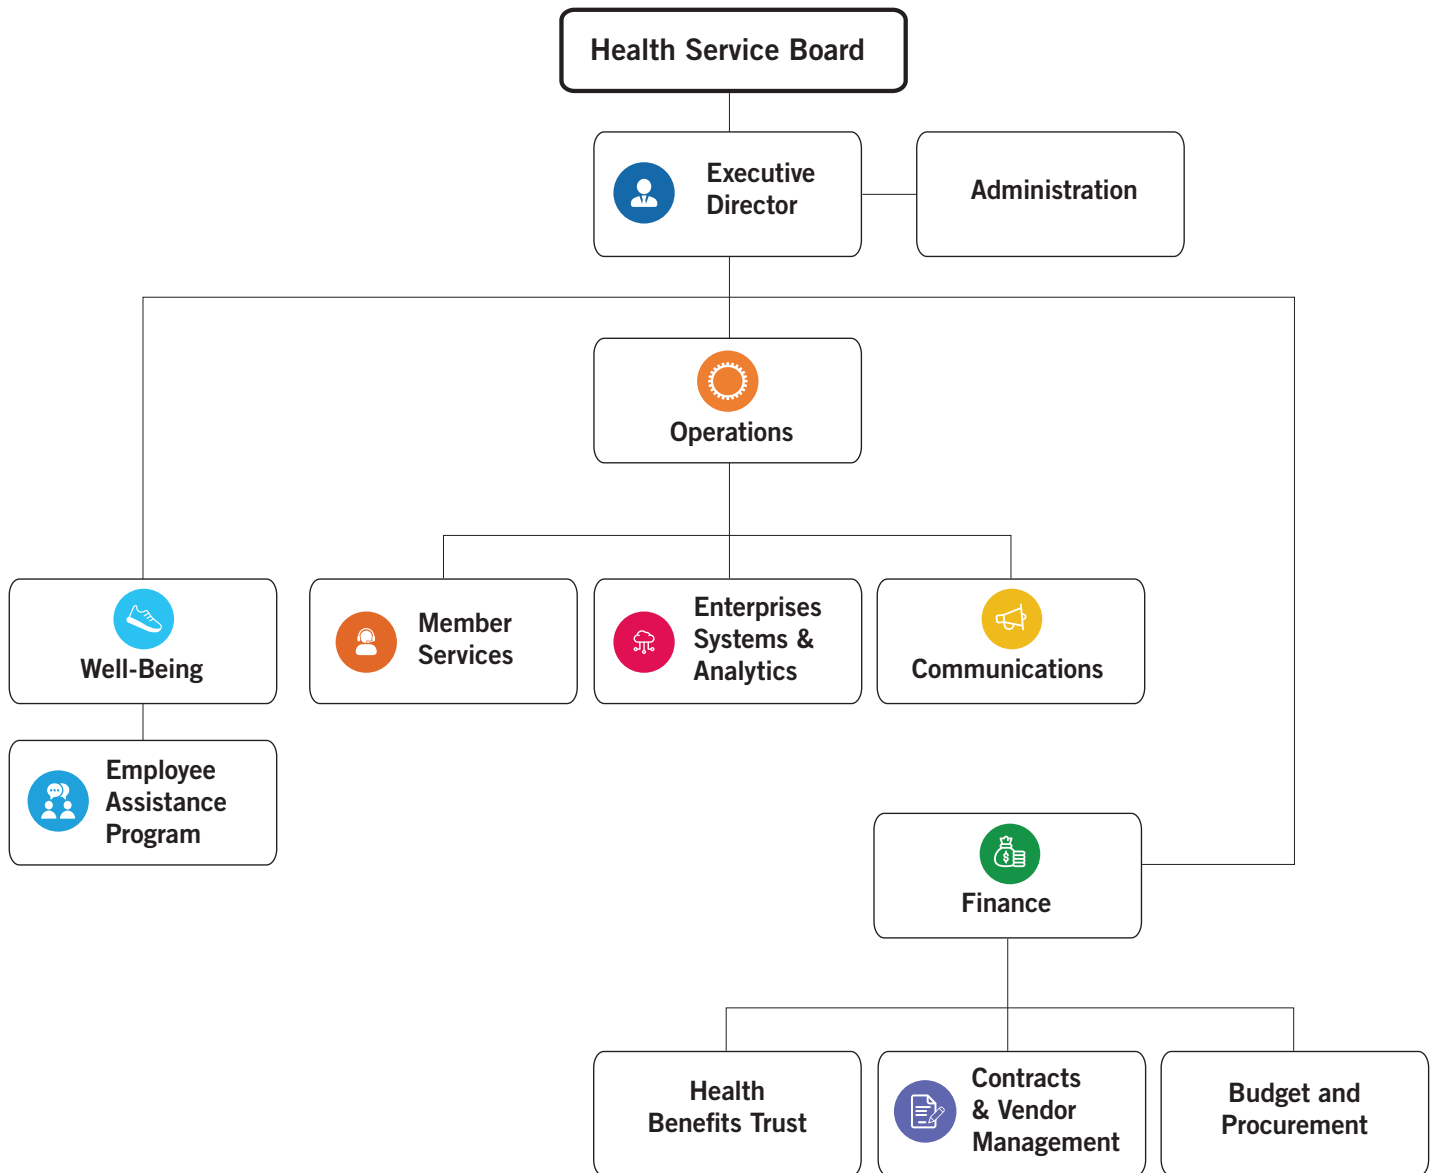 Health Service Board
Executive
Director
Administration
Operations
Well-Being
Member
Services
Enterprises
Systems &
Analytics
Communications
Employee
Assistance
Program
Finance
Health
Benefits Trust
Contracts
& Vendor
Management
Budget and
Procurement